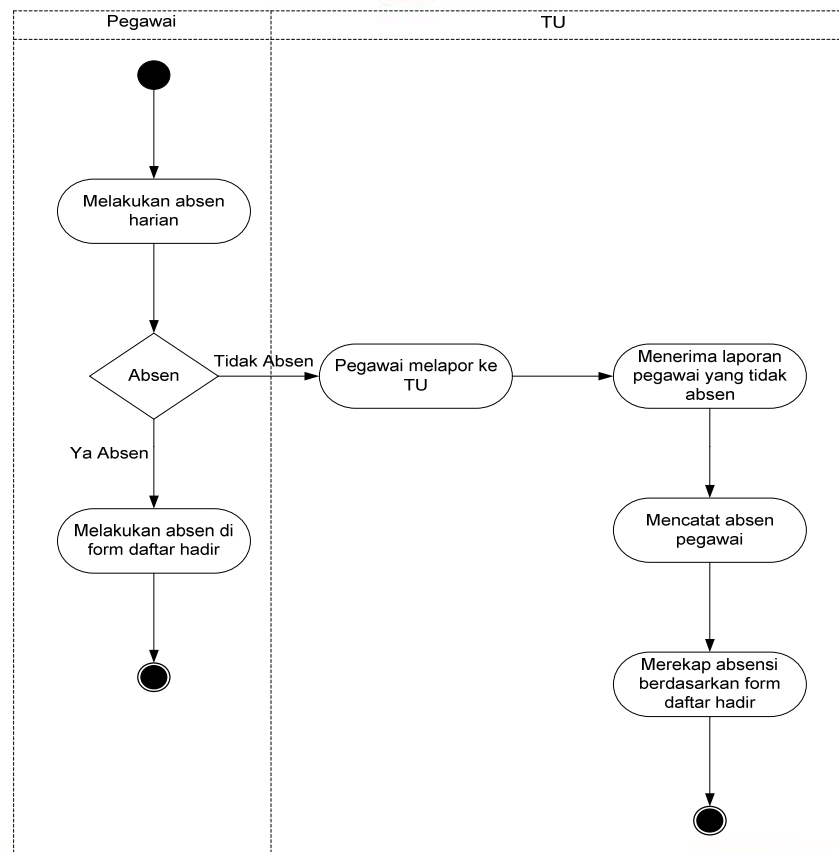 Pegawai
TU
Melakukan absen
harian
Absen
Tidak Absen
Pegawai melapor ke
TU
Menerima laporan
pegawai yang tidak
absen
Ya Absen
Melakukan absen di
form daftar hadir
Mencatat absen
pegawai
Merekap absensi
berdasarkan form
daftar hadir